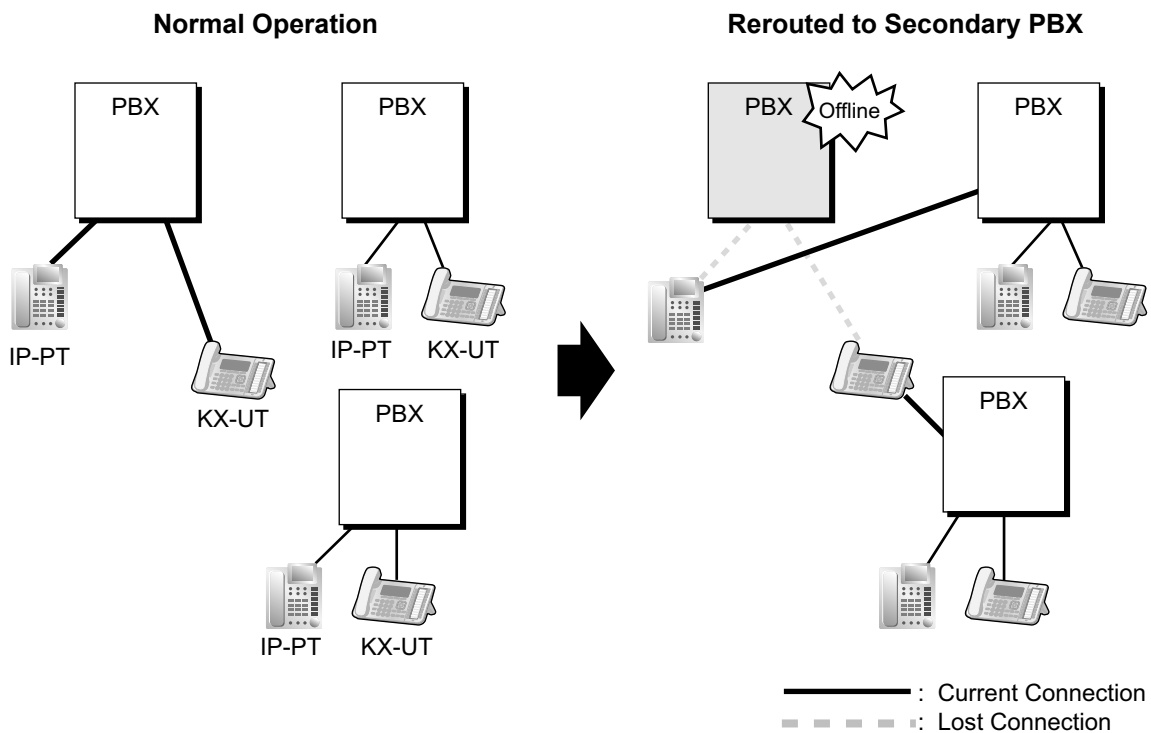 Normal Operation
Rerouted to Secondary PBX
PBX
PBX
PBX
Offline
PBX
IP-PT
KX-UT
IP-PT
KX-UT
PBX
IP-PT
KX-UT
PBX
: Current Connection
: Lost Connection